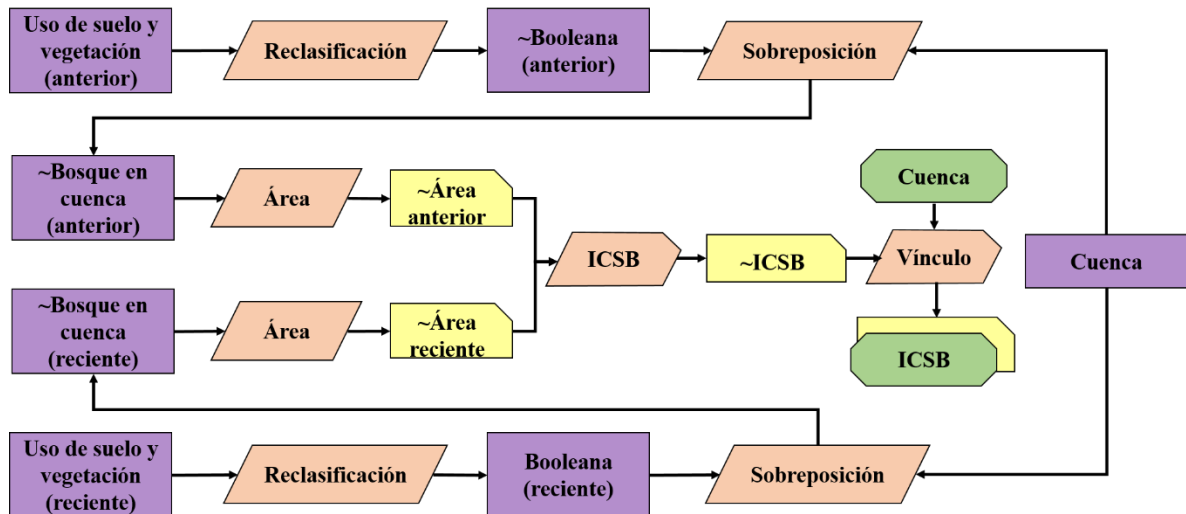 Uso de suelo y
vegetación
(anterior)
Reclasificación
~Booleana
(anterior)
Sobreposición
~Bosque en
cuenca
(anterior)
Área
~Área
anterior
Cuenca
ICSB
~ICSB
Vínculo
Cuenca
~Bosque en
cuenca
(reciente)
Área
~Área
reciente
ICSB
Uso de suelo y
vegetación
(reciente)
Reclasificación
Booleana
(reciente)
Sobreposición